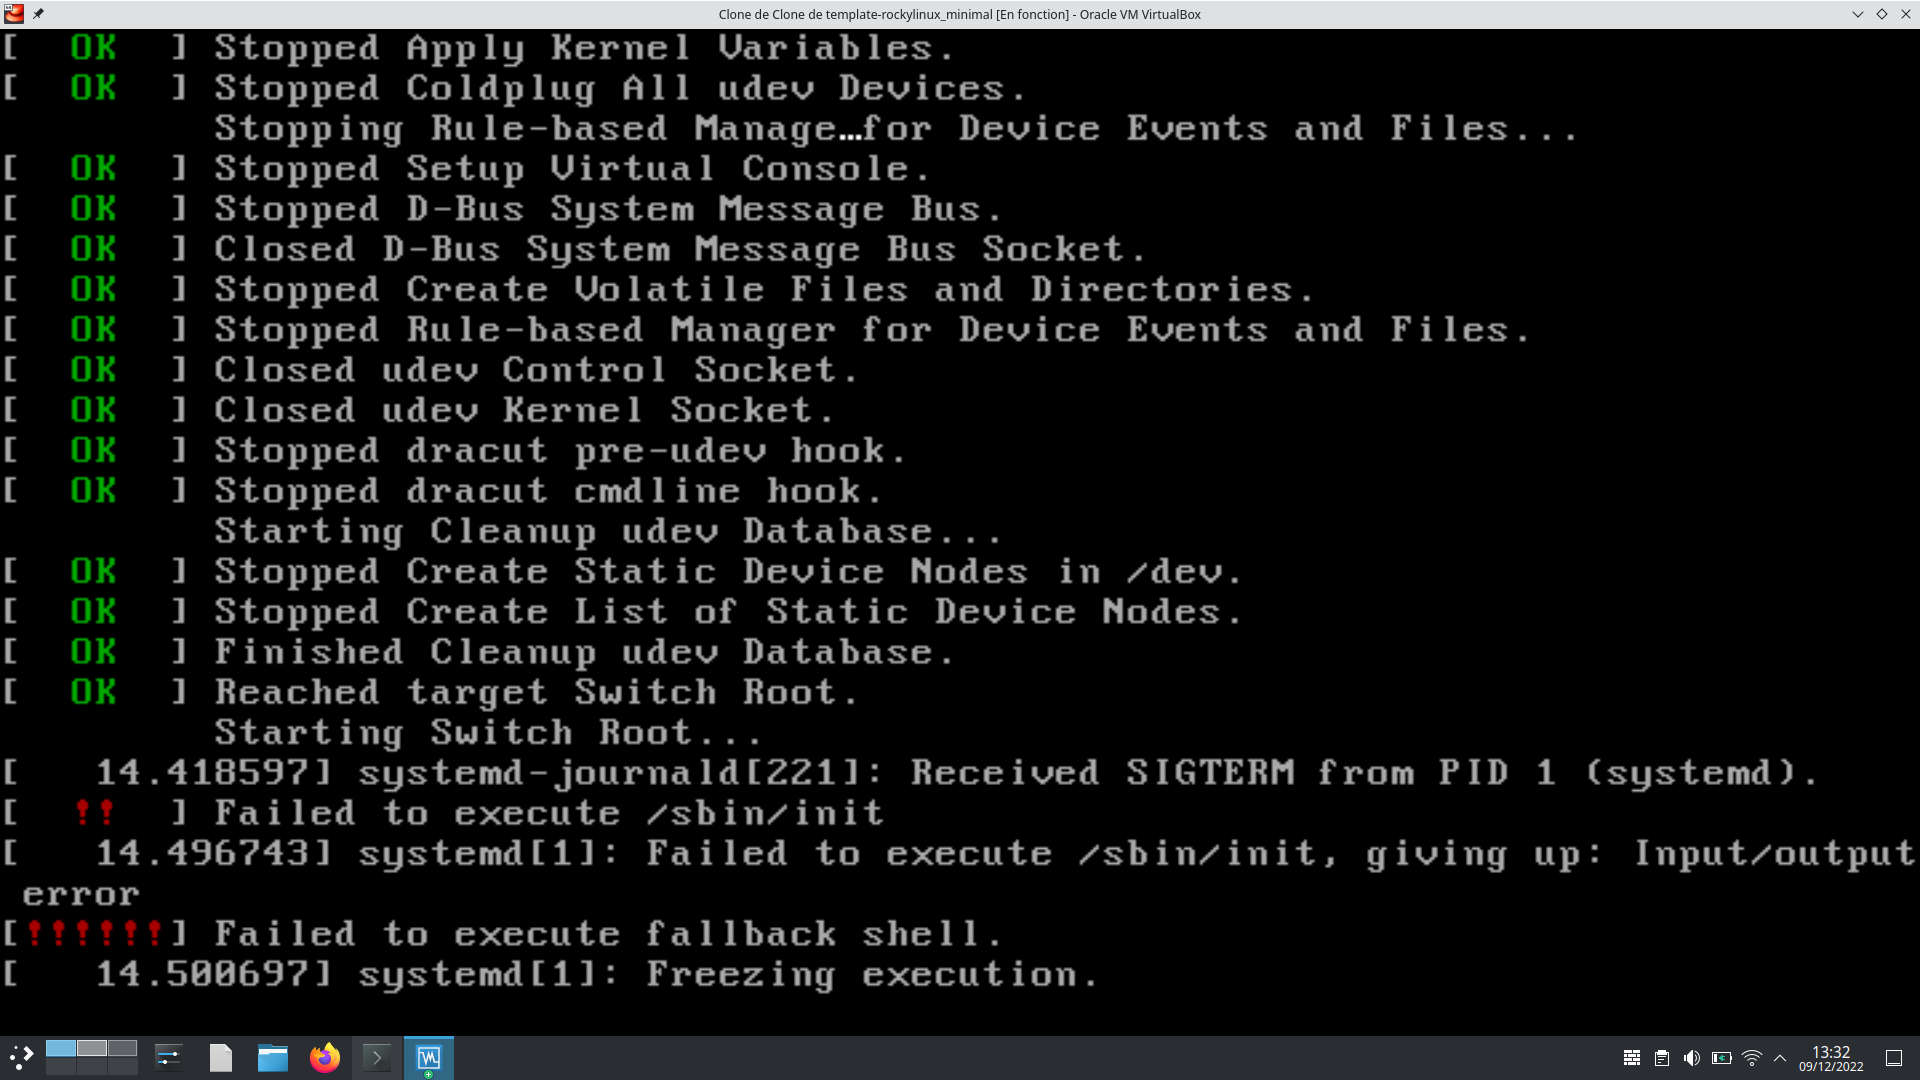 Clone de Clone de template-rockylinux_minimal [En fonction] - Oracle VM VirtualBox
[  OK  ] Stopped Apply Kernel Variables.
[  OK  ] Stopped Coldplug All udev Devices.
Stopping Rule-based Manage…for Device Events and Files...
[  OK  ] Stopped Setup Virtual Console.
[  OK  ] Stopped D-Bus System Message Bus.
[  OK  ] Closed D-Bus System Message Bus Socket.
[  OK  ] Stopped Create Volatile Files and Directories.
[  OK  ] Stopped Rule-based Manager for Device Events and Files.
[  OK  ] Closed udev Control Socket.
[  OK  ] Closed udev Kernel Socket.
[  OK  ] Stopped dracut pre-udev hook.
[  OK  ] Stopped dracut cmdline hook.
Starting Cleanup udev Database...
[  OK  ] Stopped Create Static Device Nodes in /dev.
[  OK  ] Stopped Create List of Static Device Nodes.
[  OK  ] Finished Cleanup udev Database.
[  OK  ] Reached target Switch Root.
Starting Switch Root...
[   14.418597] systemd-journald[221]: Received SIGTERM from PID 1 (systemd).
[  !!  ] Failed to execute /sbin/init
[   14.496743] systemd[1]: Failed to execute /sbin/init, giving up: Input/output
error
[!!!!!!] Failed to execute fallback shell.
[   14.500697] systemd[1]: Freezing execution.
13:32
09/12/2022